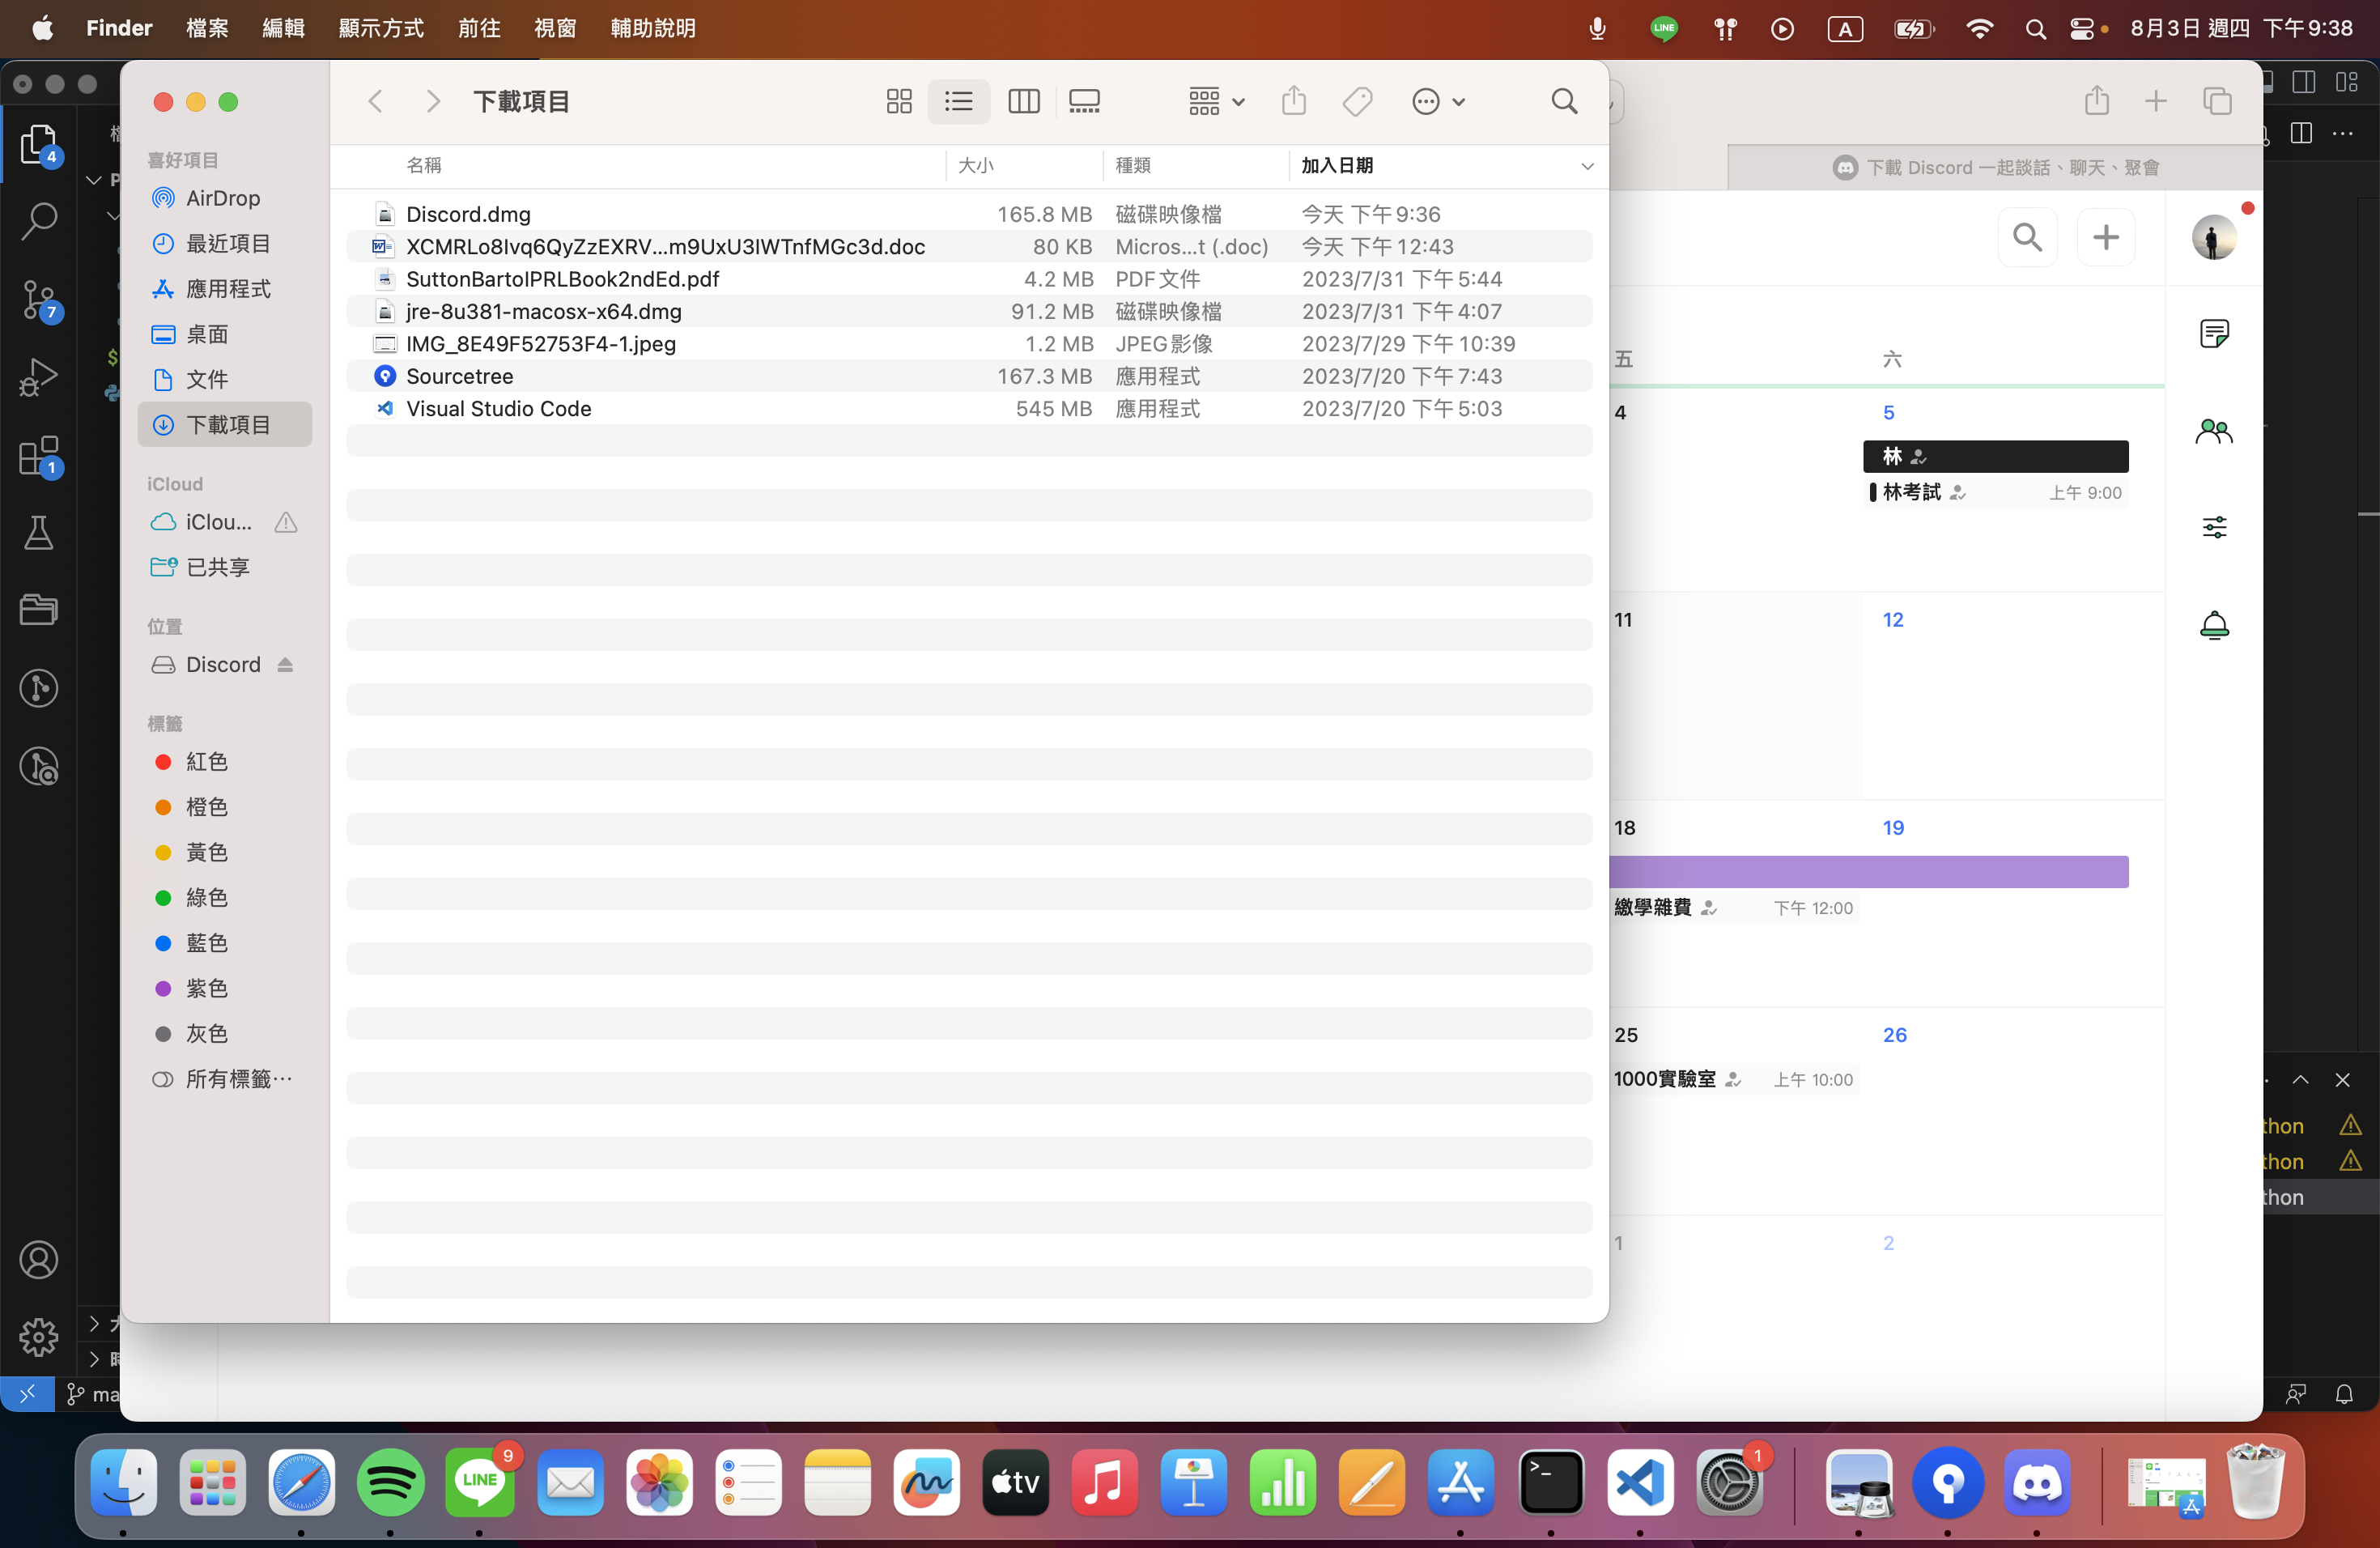 Finder 檔案 編輯 顯示方式 前往 視窗 輔助說明
LINE A 8月3日 週四 下午9:38
下載項目
喜好項目
AirDrop
最近項目
應用程式
桌面
文件
下載項目
iCloud
iClou...
已共享
位置
Discord
標籤
紅色
橙色
黃色
綠色
藍色
紫色
灰色
所有標籤⋯
名稱 大小 種類 加入日期
Discord.dmg 165.8 MB 磁碟映像檔 今天 下午9:36
XCMRLo8Ivq6QyZzEXRV...m9UxU3IWTnfMGc3d.doc 80 KB Micros...t (.doc) 今天 下午12:43
SuttonBartoIPRLBook2ndEd.pdf 4.2 MB PDF文件 2023/7/31 下午5:44
jre-8u381-macosx-x64.dmg 91.2 MB 磁碟映像檔 2023/7/31 下午4:07
IMG_8E49F52753F4-1.jpeg 1.2 MB JPEG影像 2023/7/29 下午10:39
Sourcetree 167.3 MB 應用程式 2023/7/20 下午7:43
Visual Studio Code 545 MB 應用程式 2023/7/20 下午5:03
下載 Discord 一起談話、聊天、聚會
五 六
4 5
林
林考試 上午 9:00
11 12
18 19
繳學雜費 下午 12:00
25 26
1000實驗室 上午 10:00
1 2
4
7
1
$
ma
thon
thon
thon
LINE 9
tv
>_
1